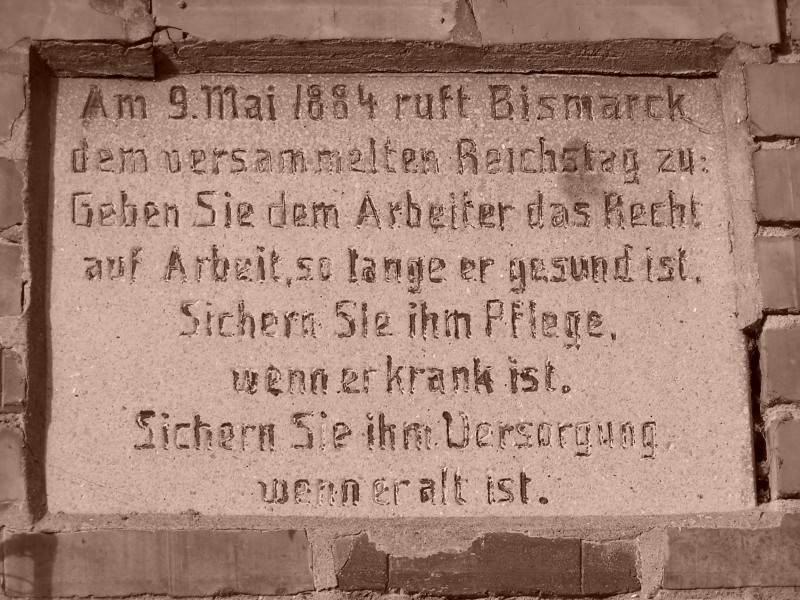 Am 9. Mai 1884 ruft Bismarck
dem versammelten Reichstag zu:
Geben Sie dem Arbeiter das Recht
auf Arbeit, so lange er gesund ist.
Sichern Sie ihm Pflege,
wenn er krank ist.
Sichern Sie ihm Versorgung,
wenn er alt ist.